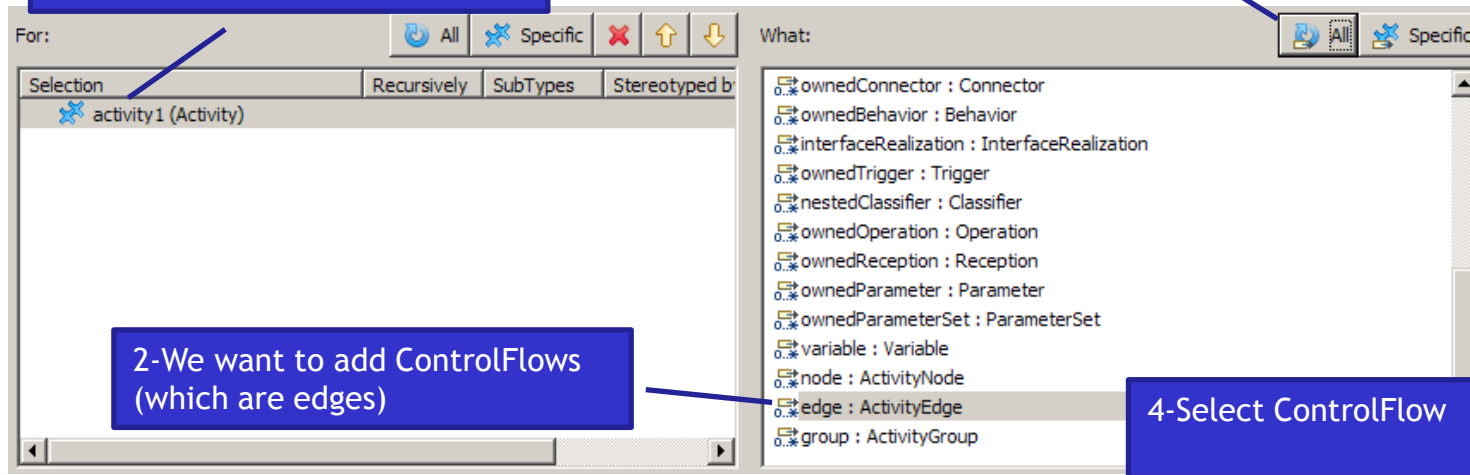 For:
All
Specific
What:
All
Specific
Selection
Recursively
SubTypes
Stereotyped b
activity1 (Activity)
ownedConnector : Connector
ownedBehavior : Behavior
interfaceRealization : InterfaceRealization
ownedTrigger : Trigger
nestedClassifier : Classifier
ownedOperation : Operation
ownedReception : Reception
ownedParameter : Parameter
ownedParameterSet : ParameterSet
variable : Variable
node : ActivityNode
edge : ActivityEdge
group : ActivityGroup
2-We want to add ControlFlows
(which are edges)
4-Select ControlFlow